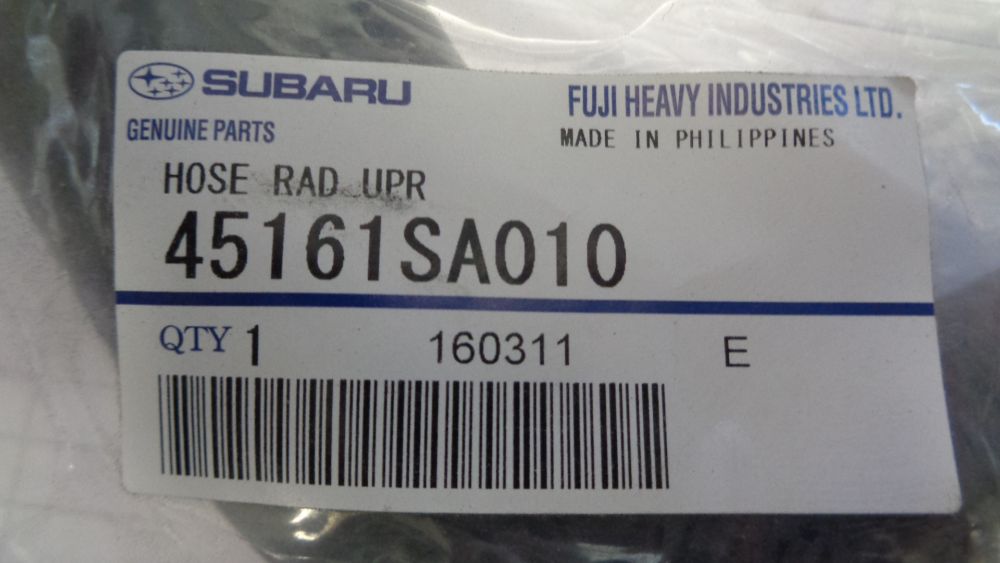 SUBARU
FUJI HEAVY INDUSTRIES LTD.
GENUINE PARTS
MADE IN PHILIPPINES
HOSE RAD UPR
45161SA010
QTY 1 160311 E